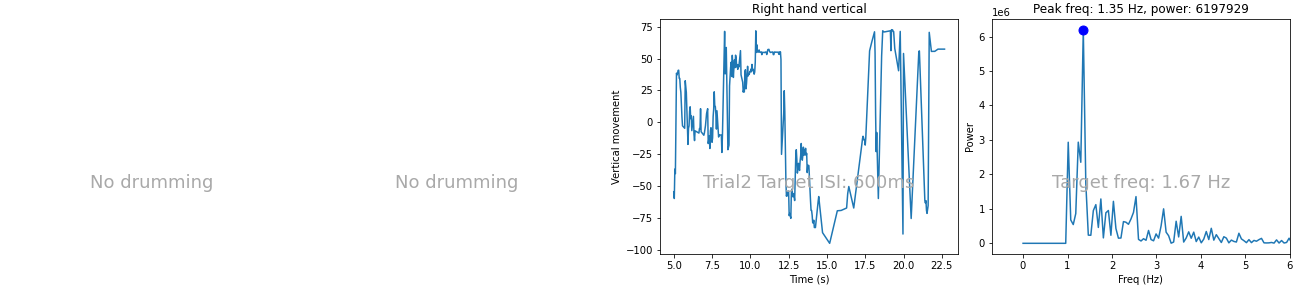 No drumming
No drumming
Right hand vertical
Vertical movement
75
50
25
0
−25
−50
−75
−100
Trial2 Target ISI: 600ms
5.0 7.5 10.0 12.5 15.0 17.5 20.0 22.5
Time (s)
Peak freq: 1.35 Hz, power: 6197929
1e6
Power
6
5
4
3
2
1
0
Target freq: 1.67 Hz
0 1 2 3 4 5 6
Freq (Hz)